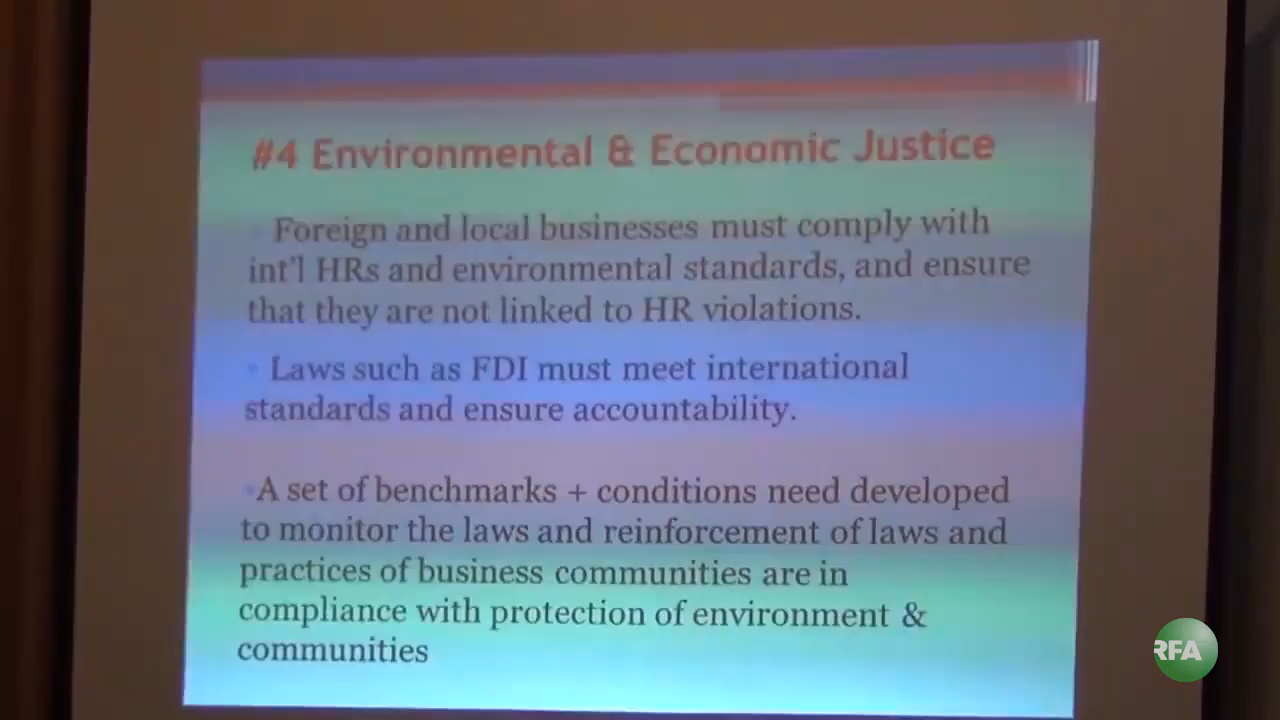 #4 Environmental & Economic Justice
Foreign and local businesses must comply with
int'l HRs and environmental standards, and ensure
that they are not linked to HR violations.
Laws such as FDI must meet international
standards and ensure accountability.
A set of benchmarks + conditions need developed
to monitor the laws and reinforcement of laws and
practices of business communities are in
compliance with protection of environment &
communities
RFA